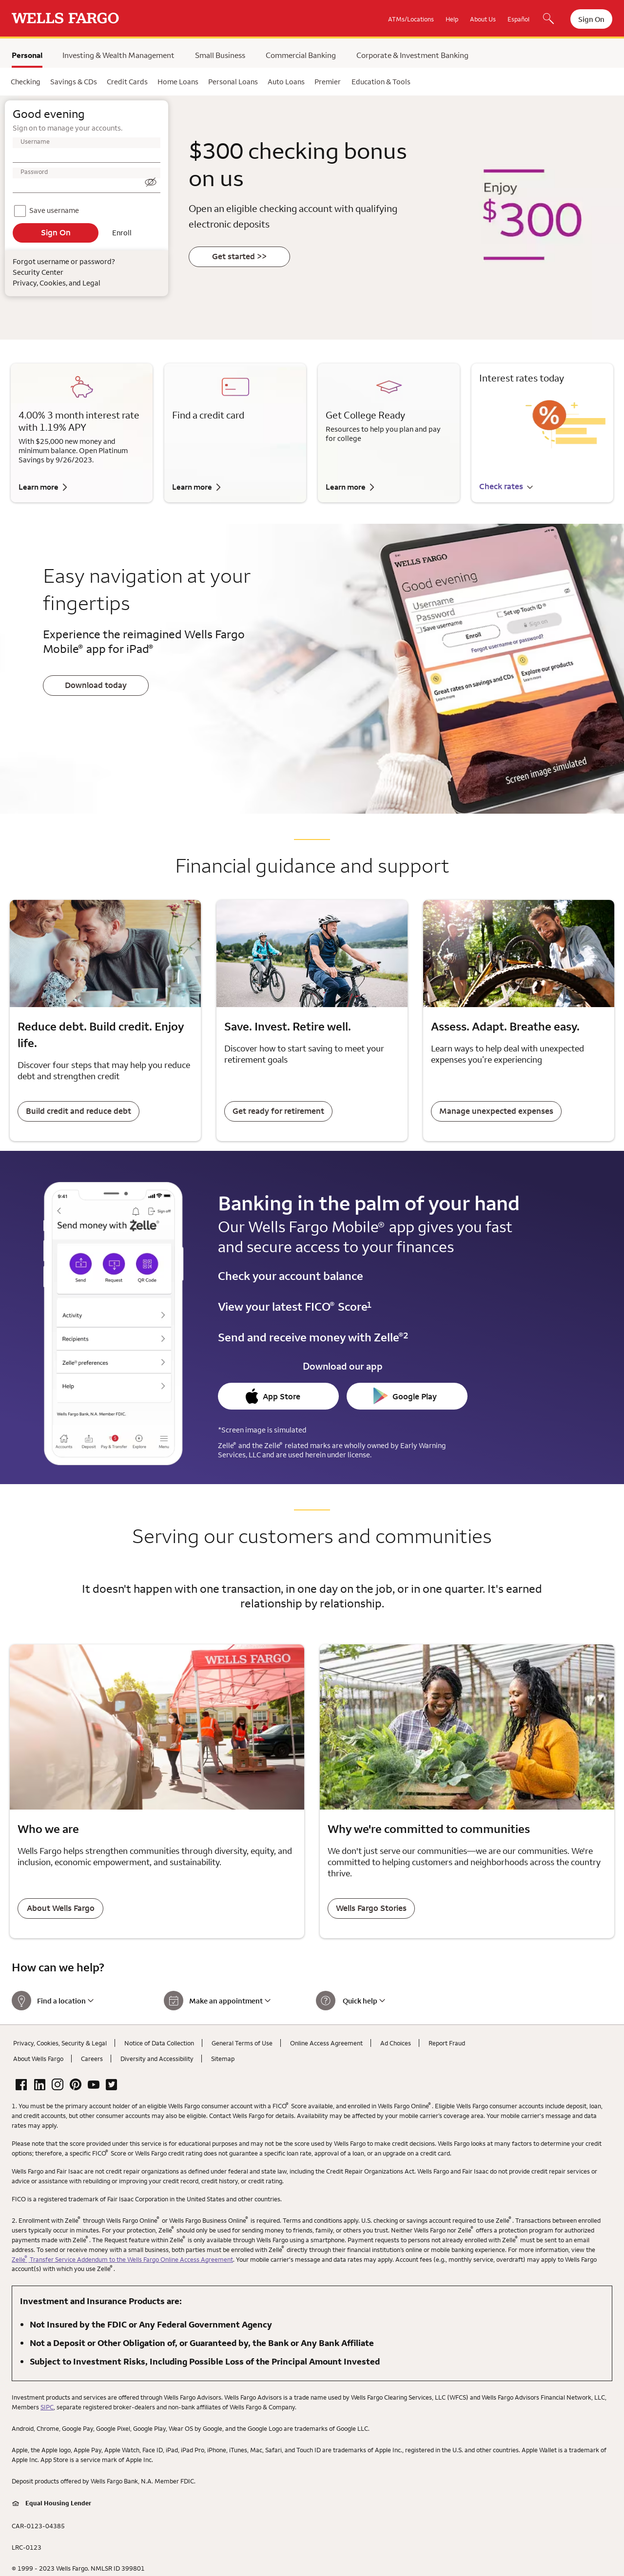 WELLS FARGO
ATMs/Locations Help About Us Español Sign On
Personal Investing & Wealth Management Small Business Commercial Banking Corporate & Investment Banking
Checking Savings & CDs Credit Cards Home Loans Personal Loans Auto Loans Premier Education & Tools
Good evening
Sign on to manage your accounts.
Username
Password
Save username
Sign On Enroll
Forgot username or password?
Security Center
Privacy, Cookies, and Legal
$300 checking bonus
on us
Open an eligible checking account with qualifying
electronic deposits
Get started >>
Enjoy
$300
4.00% 3 month interest rate
with 1.19% APY
With $25,000 new money and
minimum balance. Open Platinum
Savings by 9/26/2023.
Learn more
Find a credit card
Learn more
Get College Ready
Resources to help you plan and pay
for college
Learn more
Interest rates today
%
Check rates
Easy navigation at your
fingertips
Experience the reimagined Wells Fargo
Mobile® app for iPad®
Download today
WELLS FARGO
Good evening
Username
Password
Save username
Set up Touch ID®
Enroll
Sign on
Forgot username or password?
Great rates on savings and CDs
Learn more
Explore our products
Learn more
Screen image simulated
Financial guidance and support
Reduce debt. Build credit. Enjoy
life.
Discover four steps that may help you reduce
debt and strengthen credit
Build credit and reduce debt
Save. Invest. Retire well.
Discover how to start saving to meet your
retirement goals
Get ready for retirement
Assess. Adapt. Breathe easy.
Learn ways to help deal with unexpected
expenses you're experiencing
Manage unexpected expenses
9:41
Sign off
Send money with Zelle®
Send Request QR Code
Activity
Recipients
Zelle® preferences
Help
Wells Fargo Bank, N.A. Member FDIC.
1
Accounts Deposit Pay & Transfer Explore Menu
Banking in the palm of your hand
Our Wells Fargo Mobile® app gives you fast
and secure access to your finances
Check your account balance
View your latest FICO® Score1
Send and receive money with Zelle®2
Download our app
App Store
Google Play
*Screen image is simulated
Zelle® and the Zelle® related marks are wholly owned by Early Warning
Services, LLC and are used herein under license.
Serving our customers and communities
It doesn't happen with one transaction, in one day on the job, or in one quarter. It's earned
relationship by relationship.
WELLS FARGO
Who we are
Wells Fargo helps strengthen communities through diversity, equity, and
inclusion, economic empowerment, and sustainability.
About Wells Fargo
Why we're committed to communities
We don't just serve our communities—we are our communities. We're
committed to helping customers and neighborhoods across the country
thrive.
Wells Fargo Stories
How can we help?
Find a location
Make an appointment
Quick help
Privacy, Cookies, Security & Legal Notice of Data Collection General Terms of Use Online Access Agreement Ad Choices Report Fraud
About Wells Fargo Careers Diversity and Accessibility Sitemap
1. You must be the primary account holder of an eligible Wells Fargo consumer account with a FICO® Score available, and enrolled in Wells Fargo Online®. Eligible Wells Fargo consumer accounts include deposit, loan,
and credit accounts, but other consumer accounts may also be eligible. Contact Wells Fargo for details. Availability may be affected by your mobile carrier's coverage area. Your mobile carrier's message and data
rates may apply.
Please note that the score provided under this service is for educational purposes and may not be the score used by Wells Fargo to make credit decisions. Wells Fargo looks at many factors to determine your credit
options; therefore, a specific FICO® Score or Wells Fargo credit rating does not guarantee a specific loan rate, approval of a loan, or an upgrade on a credit card.
Wells Fargo and Fair Isaac are not credit repair organizations as defined under federal and state law, including the Credit Repair Organizations Act. Wells Fargo and Fair Isaac do not provide credit repair services or
advice or assistance with rebuilding or improving your credit record, credit history, or credit rating.
FICO is a registered trademark of Fair Isaac Corporation in the United States and other countries.
2. Enrollment with Zelle® through Wells Fargo Online® or Wells Fargo Business Online® is required. Terms and conditions apply. U.S. checking or savings account required to use Zelle®. Transactions between enrolled
users typically occur in minutes. For your protection, Zelle® should only be used for sending money to friends, family, or others you trust. Neither Wells Fargo nor Zelle® offers a protection program for authorized
payments made with Zelle®. The Request feature within Zelle® is only available through Wells Fargo using a smartphone. Payment requests to persons not already enrolled with Zelle® must be sent to an email
address. To send or receive money with a small business, both parties must be enrolled with Zelle® directly through their financial institution's online or mobile banking experience. For more information, view the
Zelle® Transfer Service Addendum to the Wells Fargo Online Access Agreement. Your mobile carrier's message and data rates may apply. Account fees (e.g., monthly service, overdraft) may apply to Wells Fargo
account(s) with which you use Zelle®.
Investment and Insurance Products are:
• Not Insured by the FDIC or Any Federal Government Agency
• Not a Deposit or Other Obligation of, or Guaranteed by, the Bank or Any Bank Affiliate
• Subject to Investment Risks, Including Possible Loss of the Principal Amount Invested
Investment products and services are offered through Wells Fargo Advisors. Wells Fargo Advisors is a trade name used by Wells Fargo Clearing Services, LLC (WFCS) and Wells Fargo Advisors Financial Network, LLC,
Members SIPC, separate registered broker-dealers and non-bank affiliates of Wells Fargo & Company.
Android, Chrome, Google Pay, Google Pixel, Google Play, Wear OS by Google, and the Google Logo are trademarks of Google LLC.
Apple, the Apple logo, Apple Pay, Apple Watch, Face ID, iPad, iPad Pro, iPhone, iTunes, Mac, Safari, and Touch ID are trademarks of Apple Inc., registered in the U.S. and other countries. Apple Wallet is a trademark of
Apple Inc. App Store is a service mark of Apple Inc.
Deposit products offered by Wells Fargo Bank, N.A. Member FDIC.
Equal Housing Lender
CAR-0123-04385
LRC-0123
© 1999 - 2023 Wells Fargo. NMLSR ID 399801